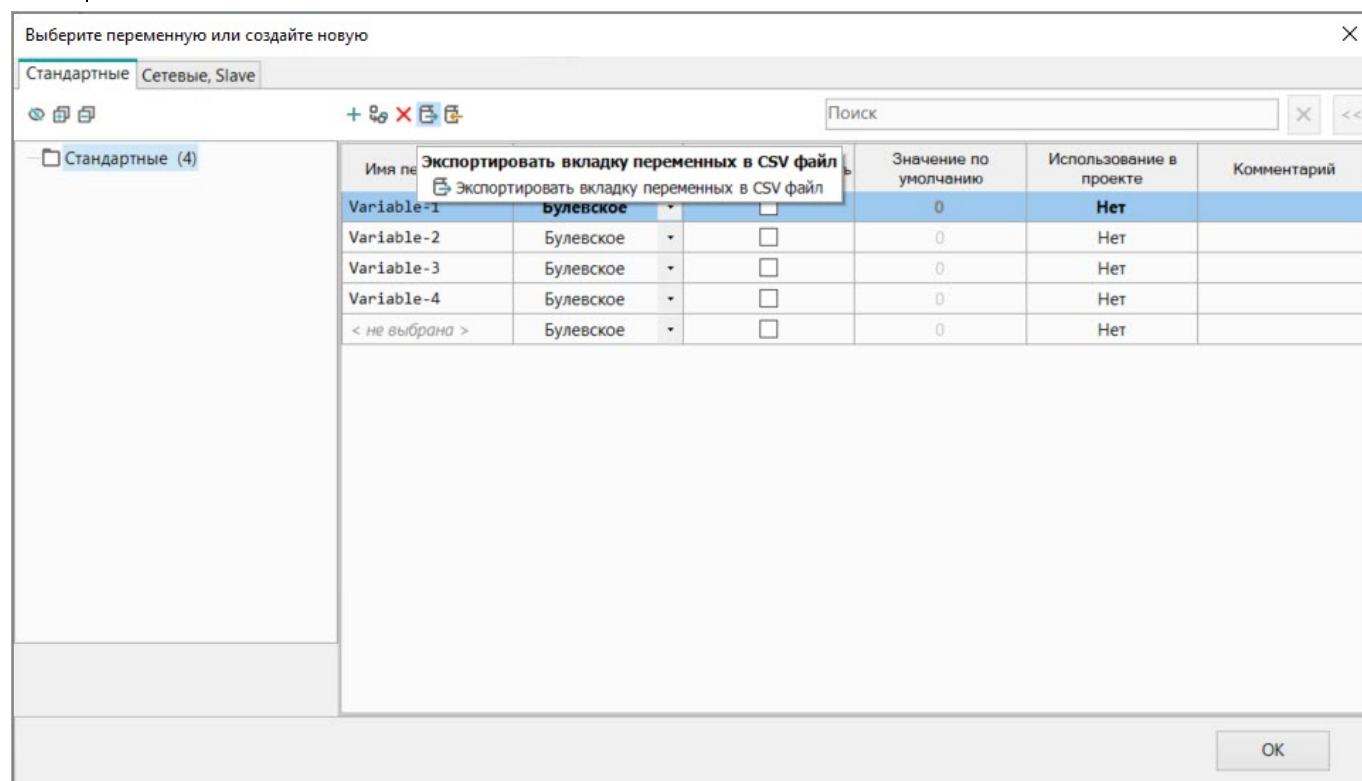 Выберите переменную или создайте новую
Стандартные Сетевые, Slave
Поиск <<
Стандартные (4)
Имя пе
Экспортировать вкладку переменных в CSV файл
Экспортировать вкладку переменных в CSV файл
ь
Значение по умолчанию
Использование в проекте
Комментарий
Variable-1 Булевское 0 Нет
Variable-2 Булевское 0 Нет
Variable-3 Булевское 0 Нет
Variable-4 Булевское 0 Нет
< не выбрана > Булевское 0 Нет
OK